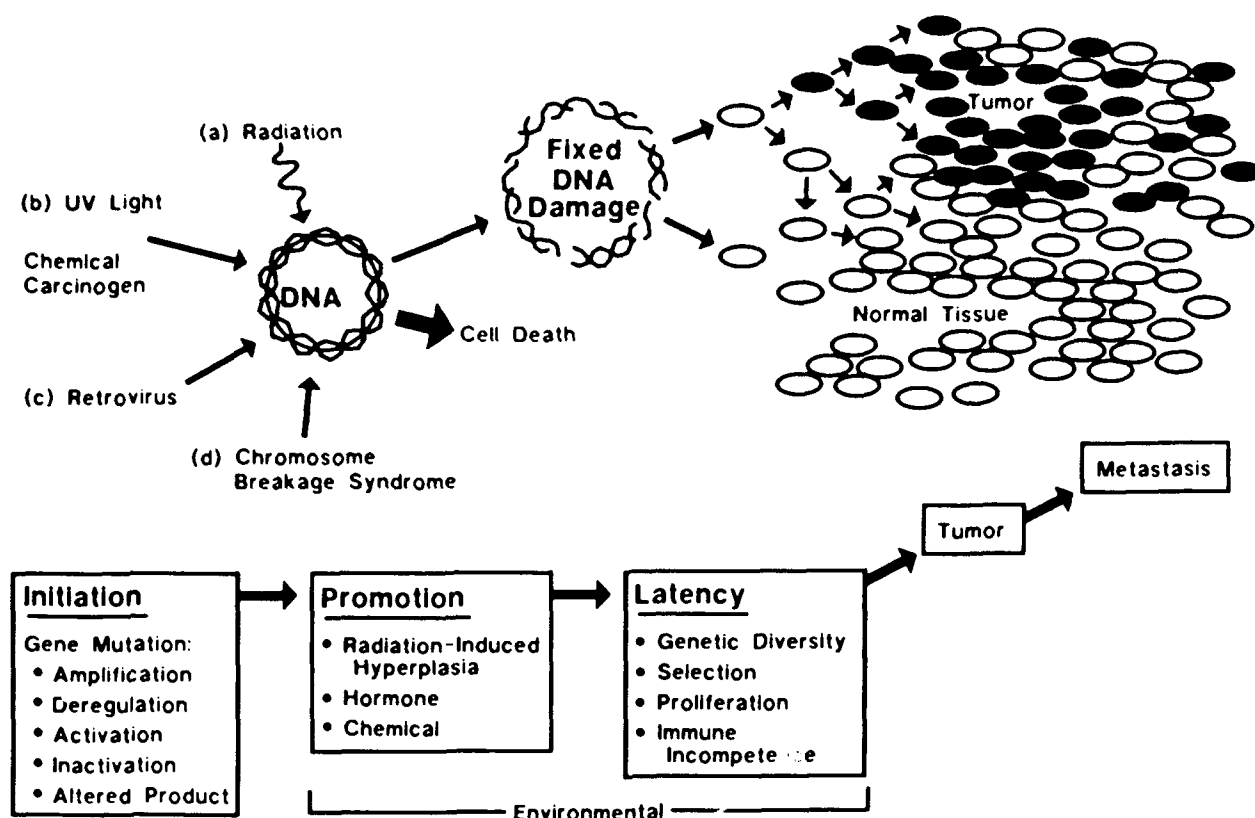 (a) Radiation
(b) UV Light
Chemical
Carcinogen
(c) Retrovirus
(d) Chromosome
Breakage Syndrome
DNA
Cell Death
Fixed
DNA
Damage
Tumor
Normal Tissue
Initiation
Gene Mutation:
• Amplification
• Deregulation
• Activation
• Inactivation
• Altered Product
Promotion
• Radiation-Induced
Hyperplasia
• Hormone
• Chemical
Latency
• Genetic Diversity
• Selection
• Proliferation
• Immune
Tumor
Metastasis
Environmental